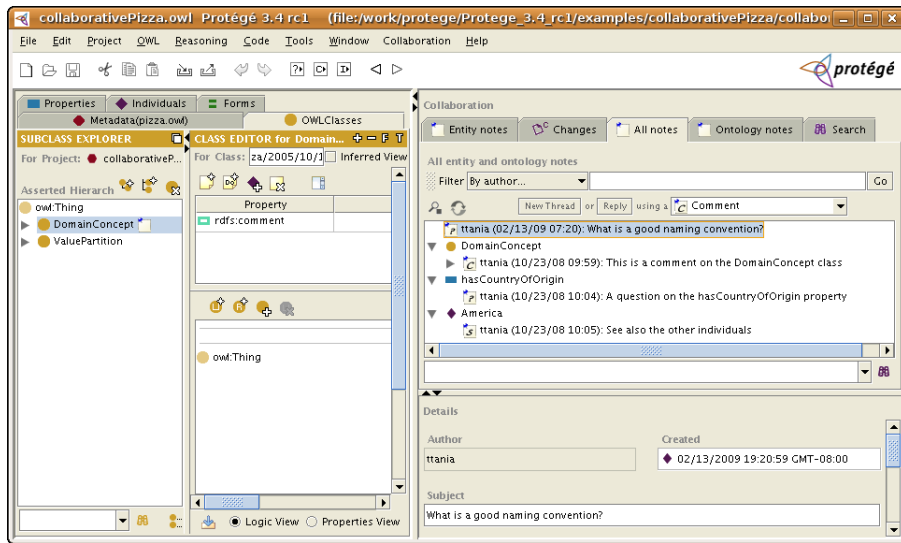 collaborativePizza.owl Protégé 3.4 rc1 (file:/work/protege/Protege_3.4_rc1/examples/collaborativePizza/collabo
File Edit Project OWL Reasoning Code Tools Window Collaboration Help
protégé
Properties Individuals Forms
Metadata(pizza.owl) OWLClasses
SUBCLASS EXPLORER
For Project: collaborativeP...
Asserted Hierarch
owl:Thing
DomainConcept
ValuePartition
CLASS EDITOR for Domain... F T
For Class: za/2005/10/1 Inferred View
Property
rdfs:comment
owl:Thing
Logic View Properties View
Collaboration
Entity notes Changes All notes Ontology notes Search
All entity and ontology notes
Filter By author... Go
New Thread or Reply using a C Comment
ttania (02/13/09 07:20): What is a good naming convention?
DomainConcept
C ttania (10/23/08 09:59): This is a comment on the DomainConcept class
hasCountryOfOrigin
ttania (10/23/08 10:04): A question on the hasCountryOfOrigin property
America
S ttania (10/23/08 10:05): See also the other individuals
Details
Author Created
ttania 02/13/2009 19:20:59 GMT-08:00
Subject
What is a good naming convention?